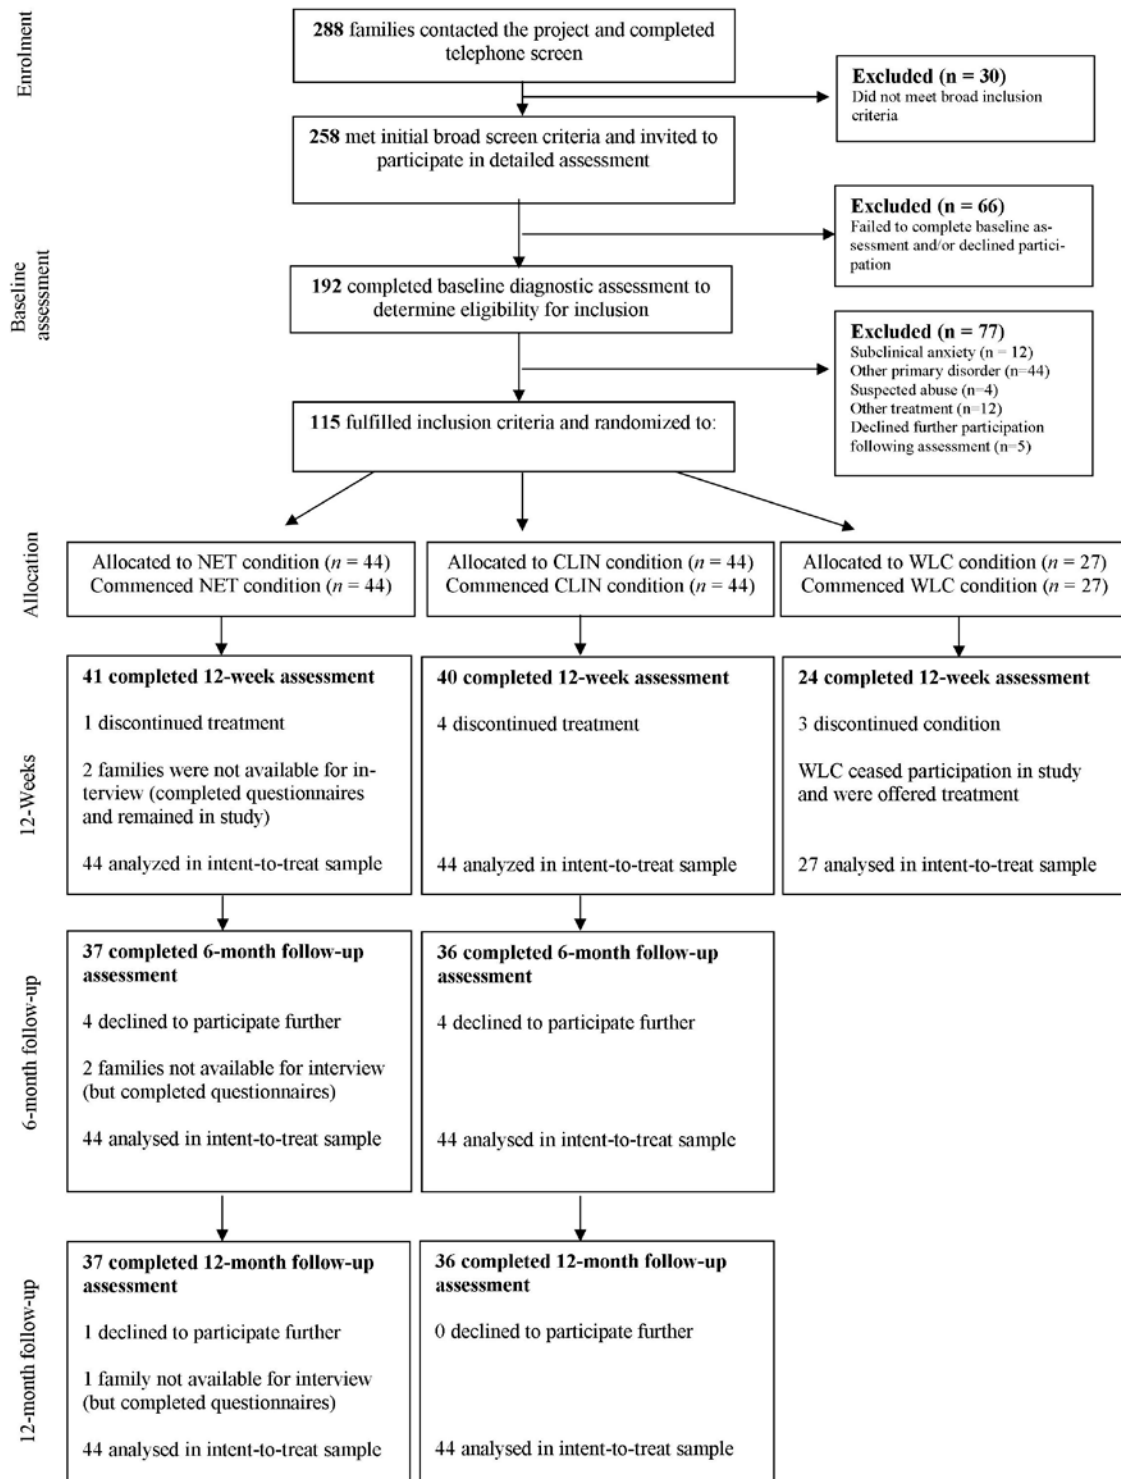 Enrolment
288 families contacted the project and completed
telephone screen
Excluded (n = 30)
Did not meet broad inclusion
criteria
258 met initial broad screen criteria and invited to
participate in detailed assessment
Excluded (n = 66)
Failed to complete baseline as-
sessment and/or declined partici-
pation
Baseline
assessment
192 completed baseline diagnostic assessment to
determine eligibility for inclusion
Excluded (n = 77)
Subclinical anxiety (n = 12)
Other primary disorder (n=44)
Suspected abuse (n=4)
Other treatment (n=12)
Declined further participation
following assessment (n=5)
115 fulfilled inclusion criteria and randomized to:
Allocation
Allocated to NET condition (n = 44)
Commenced NET condition (n = 44)
Allocated to CLIN condition (n = 44)
Commenced CLIN condition (n = 44)
Allocated to WLC condition (n = 27)
Commenced WLC condition (n = 27)
12-Weeks
41 completed 12-week assessment
1 discontinued treatment
2 families were not available for in-
terview (completed questionnaires
and remained in study)
44 analyzed in intent-to-treat sample
40 completed 12-week assessment
4 discontinued treatment
44 analyzed in intent-to-treat sample
24 completed 12-week assessment
3 discontinued condition
WLC ceased participation in study
and were offered treatment
27 analysed in intent-to-treat sample
6-month follow-up
37 completed 6-month follow-up
assessment
4 declined to participate further
2 families not available for interview
(but completed questionnaires)
44 analysed in intent-to-treat sample
36 completed 6-month follow-up
assessment
4 declined to participate further
44 analysed in intent-to-treat sample
12-month follow-up
37 completed 12-month follow-up
assessment
1 declined to participate further
1 family not available for interview
(but completed questionnaires)
44 analysed in intent-to-treat sample
36 completed 12-month follow-up
assessment
0 declined to participate further
44 analysed in intent-to-treat sample